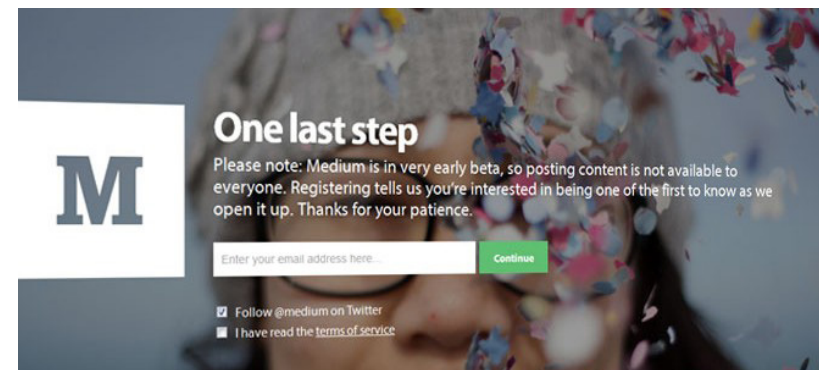 M
One last step
Please note: Medium is in very early beta, so posting content is not available to
everyone. Registering tells us you're interested in being one of the first to know as we
open it up. Thanks for your patience.
Enter your email address here...
Continue
Follow @medium on Twitter
I have read the terms of service